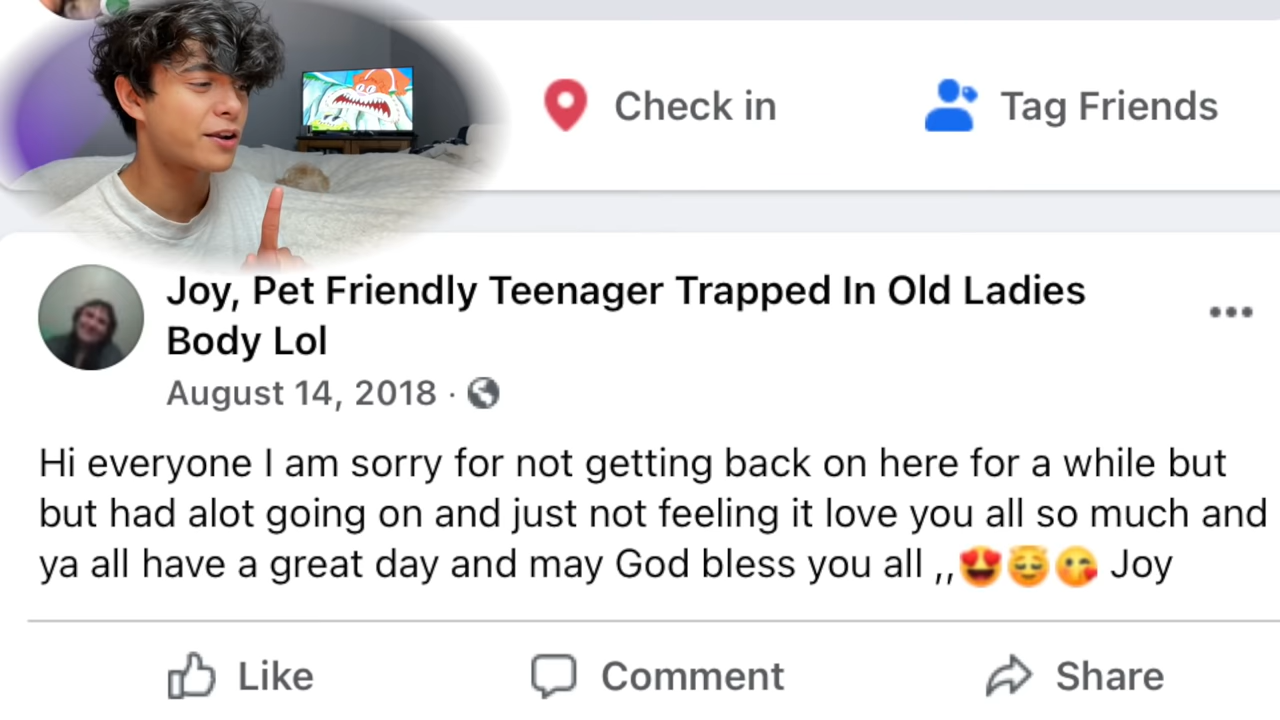 Check in
Tag Friends
Joy, Pet Friendly Teenager Trapped In Old Ladies
Body Lol
August 14, 2018 ·
Hi everyone I am sorry for not getting back on here for a while but
but had alot going on and just not feeling it love you all so much and
ya all have a great day and may God bless you all ,,😍😇😘 Joy
Like
Comment
Share